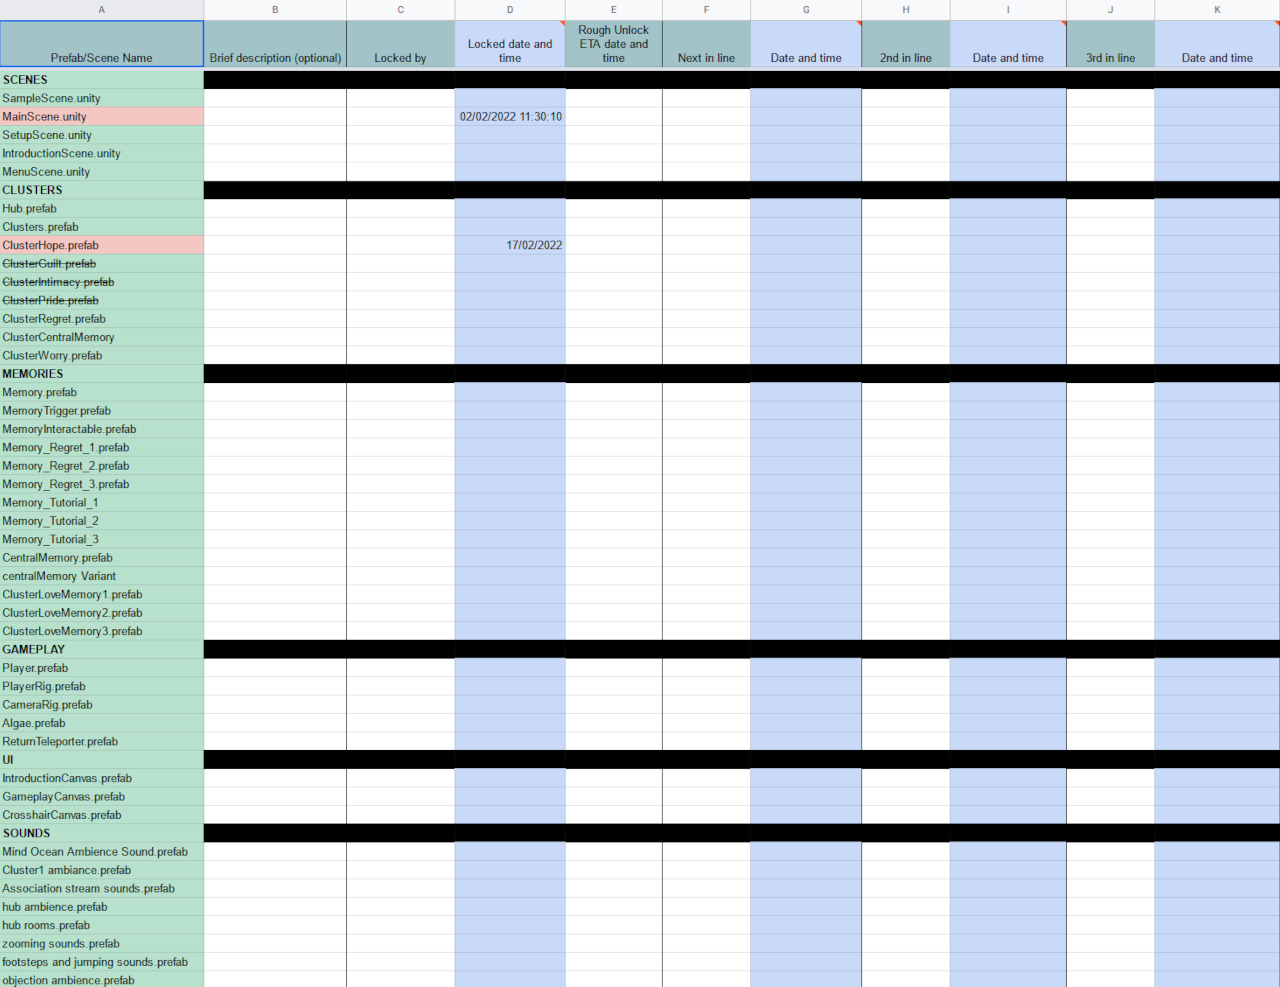 A B C D E F G H I J K
Prefab/Scene Name Brief description (optional) Locked by Locked date and time Rough Unlock ETA date and time Next in line Date and time 2nd in line Date and time 3rd in line Date and time
SCENES
SampleScene.unity
MainScene.unity 02/02/2022 11:30:10
SetupScene.unity
IntroductionScene.unity
MenuScene.unity
CLUSTERS
Hub.prefab
Clusters.prefab
ClusterHope.prefab 17/02/2022
ClusterGuilt.prefab
ClusterIntimacy.prefab
ClusterPride.prefab
ClusterRegret.prefab
ClusterCentralMemory
ClusterWorry.prefab
MEMORIES
Memory.prefab
MemoryTrigger.prefab
MemoryInteractable.prefab
Memory_Regret_1.prefab
Memory_Regret_2.prefab
Memory_Regret_3.prefab
Memory_Tutorial_1
Memory_Tutorial_2
Memory_Tutorial_3
CentralMemory.prefab
centralMemory Variant
ClusterLoveMemory1.prefab
ClusterLoveMemory2.prefab
ClusterLoveMemory3.prefab
GAMEPLAY
Player.prefab
PlayerRig.prefab
CameraRig.prefab
Algae.prefab
ReturnTeleporter.prefab
UI
IntroductionCanvas.prefab
GameplayCanvas.prefab
CrosshairCanvas.prefab
SOUNDS
Mind Ocean Ambience Sound.prefab
Cluster1 ambiance.prefab
Association stream sounds.prefab
hub ambience.prefab
hub rooms.prefab
zooming sounds.prefab
footsteps and jumping sounds.prefab
objection ambience.prefab